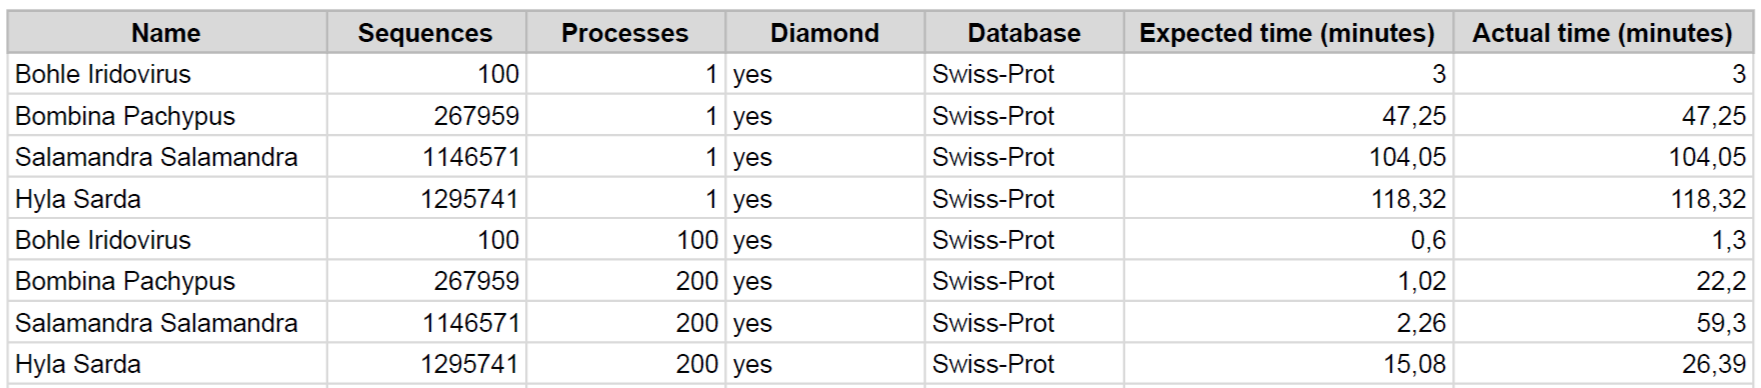 Name Sequences Processes Diamond Database Expected time (minutes) Actual time (minutes)
Bohle Iridovirus 100 1 yes Swiss-Prot 3 3
Bombina Pachypus 267959 1 yes Swiss-Prot 47,25 47,25
Salamandra Salamandra 1146571 1 yes Swiss-Prot 104,05 104,05
Hyla Sarda 1295741 1 yes Swiss-Prot 118,32 118,32
Bohle Iridovirus 100 100 yes Swiss-Prot 0,6 1,3
Bombina Pachypus 267959 200 yes Swiss-Prot 1,02 22,2
Salamandra Salamandra 1146571 200 yes Swiss-Prot 2,26 59,3
Hyla Sarda 1295741 200 yes Swiss-Prot 15,08 26,39